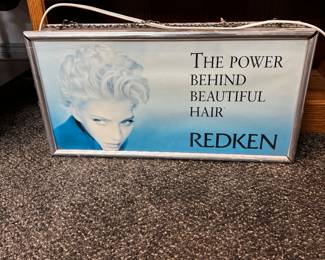 THE POWER
BEHIND
BEAUTIFUL
HAIR
REDKEN